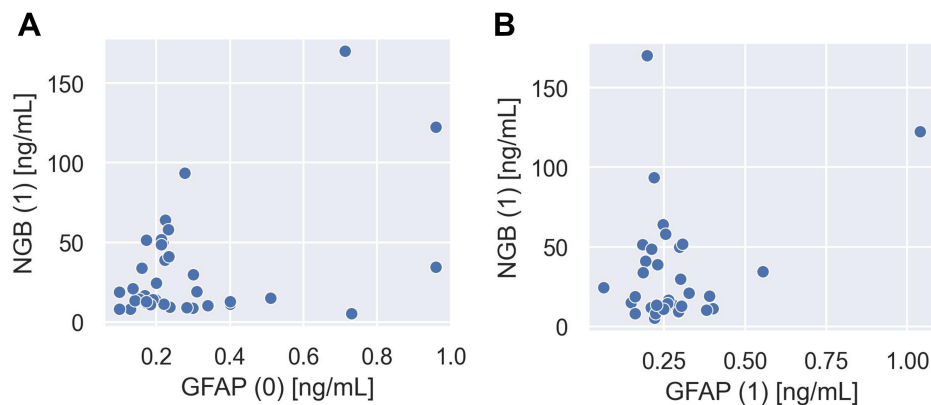 A
NGB (1) [ng/mL]
150
100
50
0
0.2 0.4 0.6 0.8 1.0
GFAP (0) [ng/mL]
B
NGB (1) [ng/mL]
150
100
50
0
0.25 0.50 0.75 1.00
GFAP (1) [ng/mL]